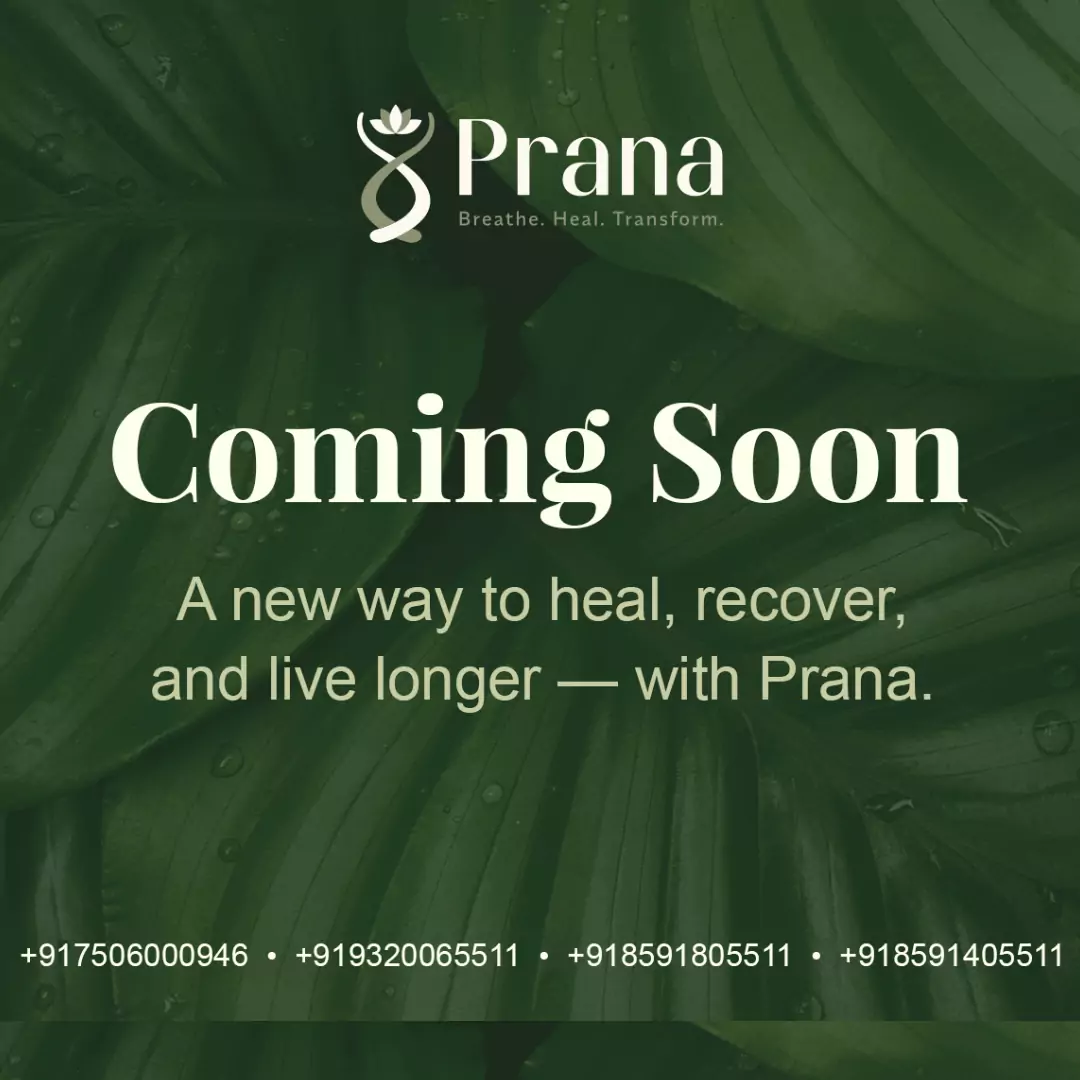 Prana
Breathe. Heal. Transform.
Coming Soon
A new way to heal, recover,
and live longer — with Prana.
+917506000946 • +919320065511 • +918591805511 • +918591405511